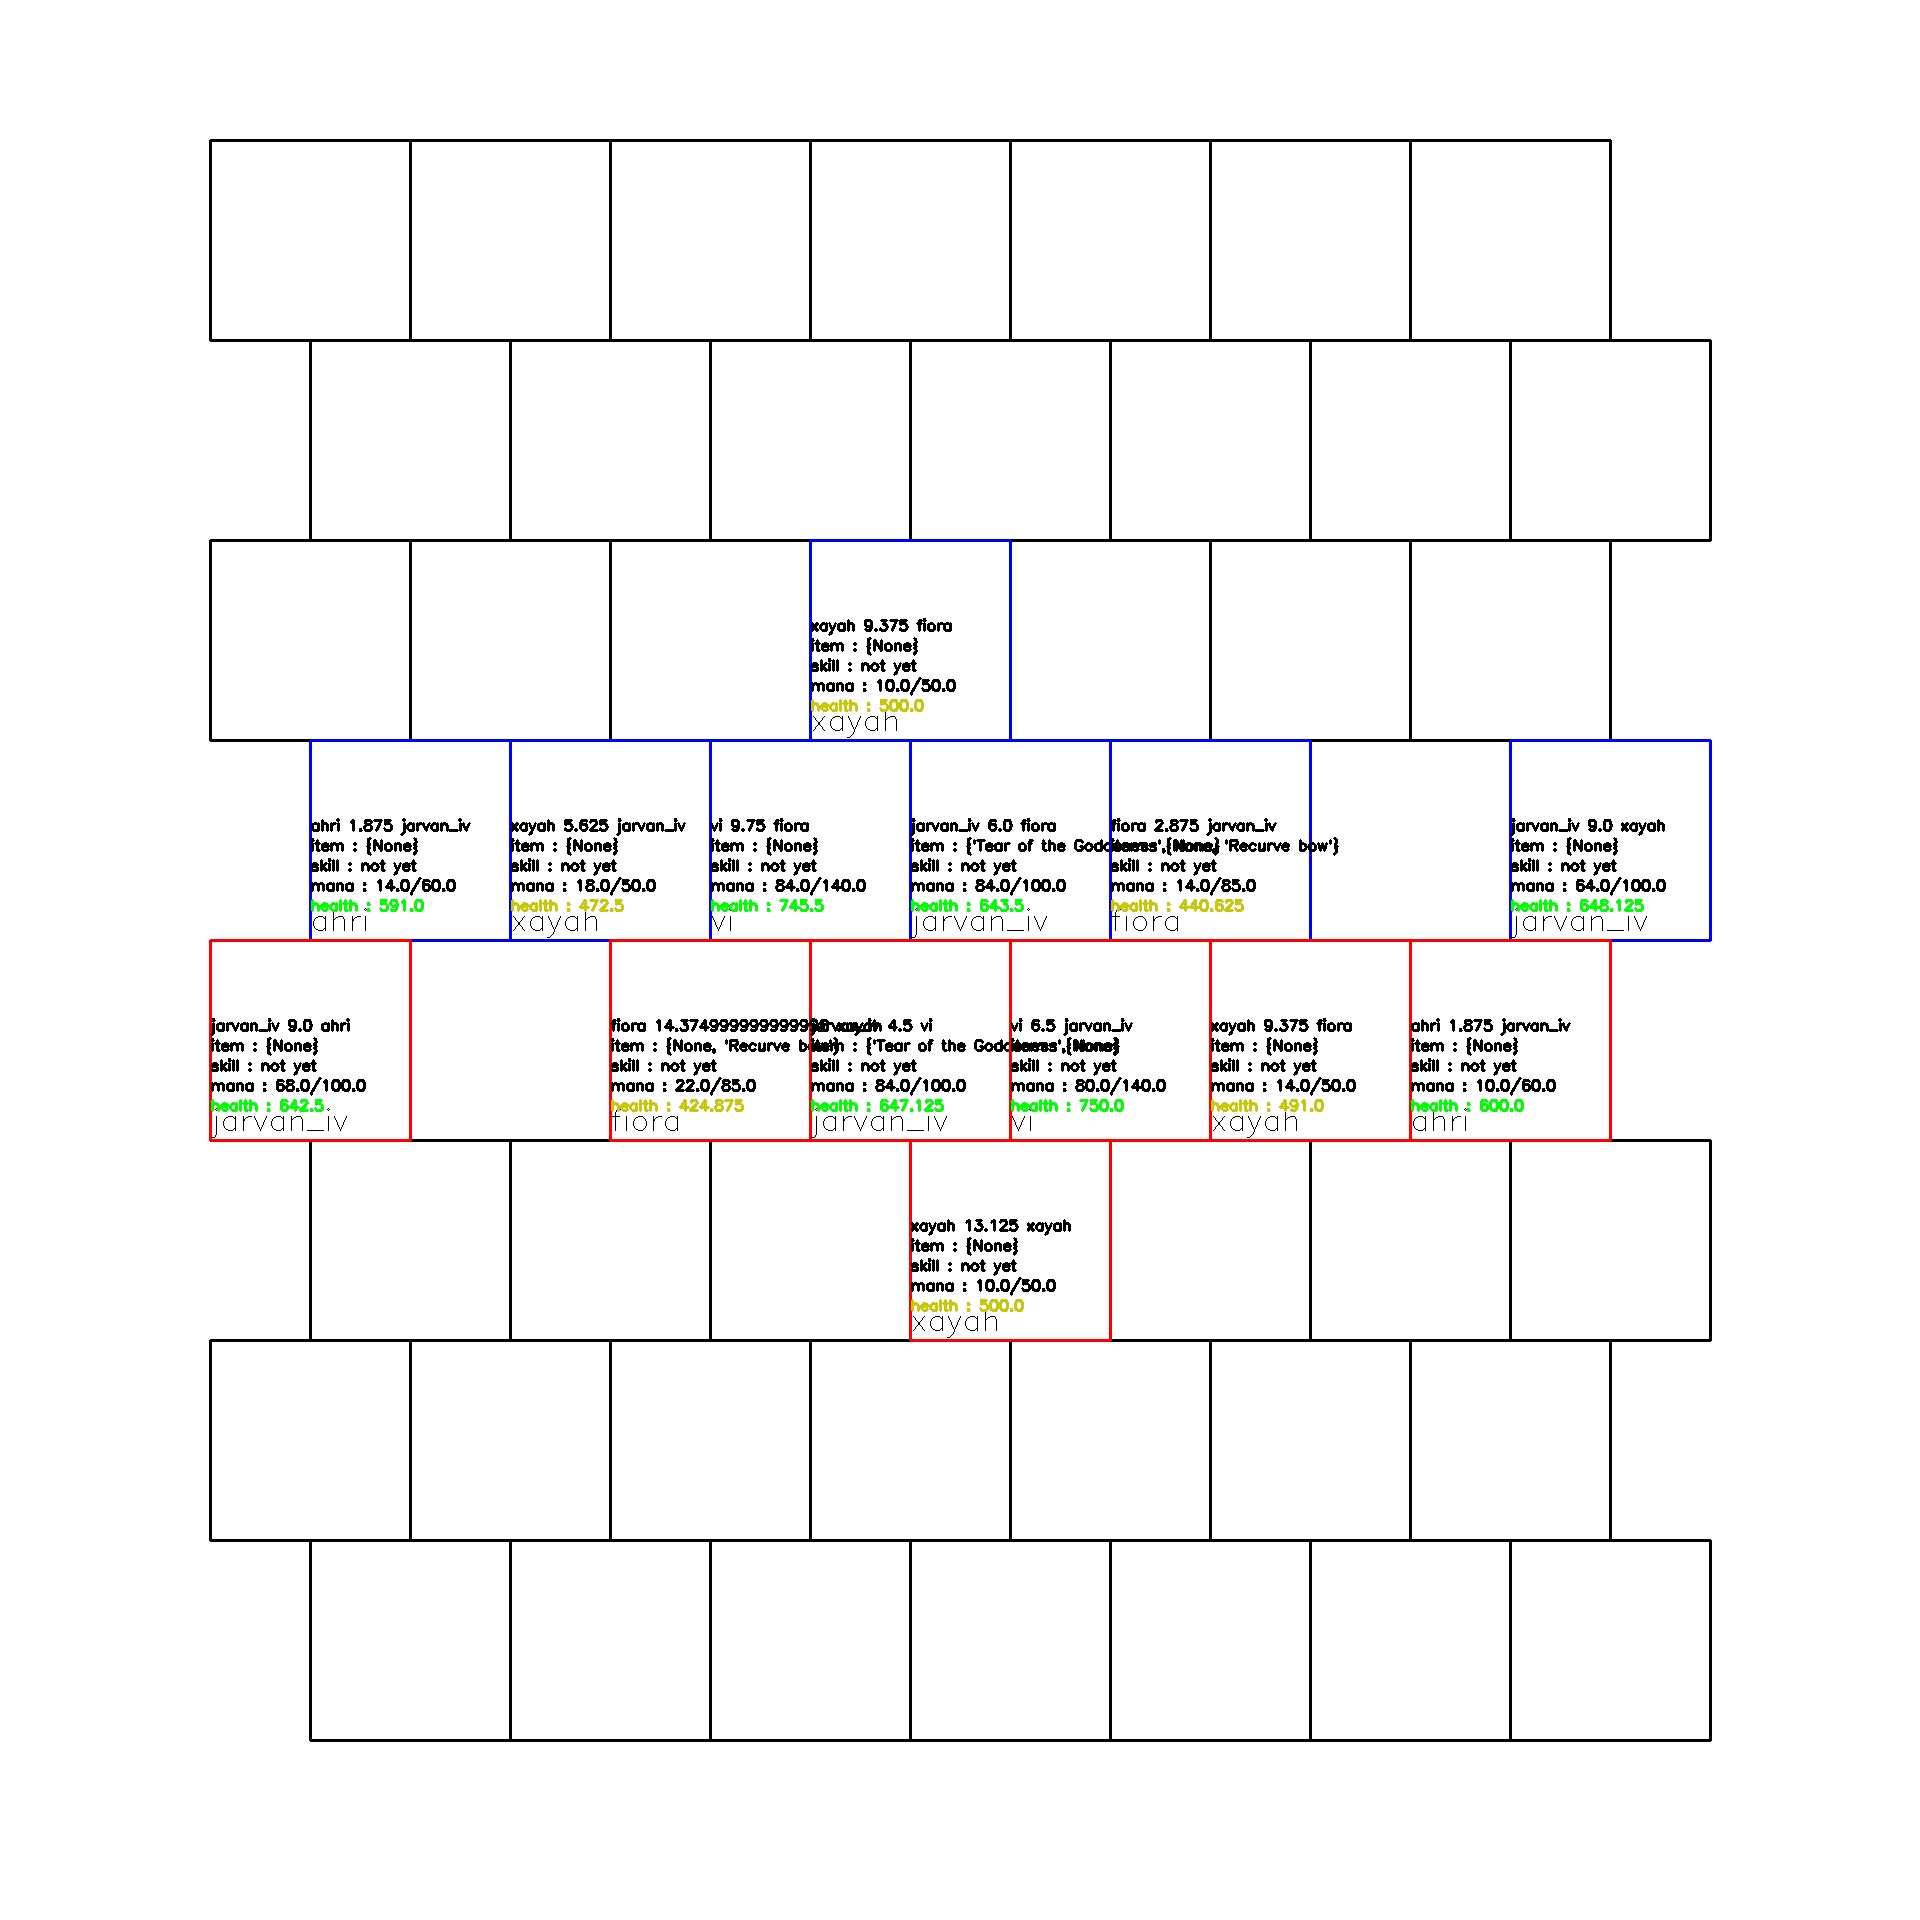 xayah 9.375 fiora
item : {None}
skill : not yet
mana : 10.0/50.0
health : 500.0
xayah
ahri 1.875 jarvan_iv
item : {None}
skill : not yet
mana : 14.0/60.0
health : 591.0
ahri
xayah 5.625 jarvan_iv
item : {None}
skill : not yet
mana : 18.0/50.0
health : 472.5
xayah
vi 9.75 fiora
item : {None}
skill : not yet
mana : 84.0/140.0
health : 745.5
vi
jarvan_iv 6.0 fiora
item : {'Tear of the
skill : not yet
mana : 84.0/100.0
health : 643.5
jarvan_iv
fiora 2.875 jarvan_iv
'Recurve bow'}
skill : not yet
mana : 14.0/85.0
health : 440.625
fiora
jarvan_iv 9.0 xayah
item : {None}
skill : not yet
mana : 64.0/100.0
health : 648.125
jarvan_iv
jarvan_iv 9.0 ahri
item : {None}
skill : not yet
mana : 68.0/100.0
health : 642.5
jarvan_iv
fiora
item : {None, 'Recurve
skill : not yet
mana : 22.0/85.0
health : 424.875
fiora
4.5 vi
: {'Tear of the
skill : not yet
mana : 84.0/100.0
health : 647.125
jarvan_iv
vi 6.5 jarvan_iv
skill : not yet
mana : 80.0/140.0
health : 750.0
vi
xayah 9.375 fiora
item : {None}
skill : not yet
mana : 14.0/50.0
health : 491.0
xayah
ahri 1.875 jarvan_iv
item : {None}
skill : not yet
mana : 10.0/60.0
health : 600.0
ahri
xayah 13.125 xayah
item : {None}
skill : not yet
mana : 10.0/50.0
health : 500.0
xayah